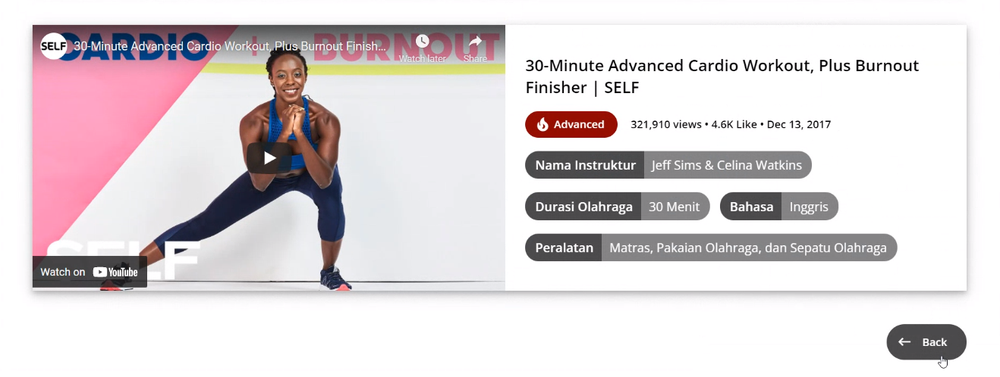 CARDIO + BURNOUT
SELF 30-Minute Advanced Cardio Workout, Plus Burnout Finish...
Watch later
Share
SELF
Watch on YouTube
30-Minute Advanced Cardio Workout, Plus Burnout
Finisher | SELF
Advanced 321,910 views • 4.6K Like • Dec 13, 2017
Nama Instruktur Jeff Sims & Celina Watkins
Durasi Olahraga 30 Menit Bahasa Inggris
Peralatan Matras, Pakaian Olahraga, dan Sepatu Olahraga
Back